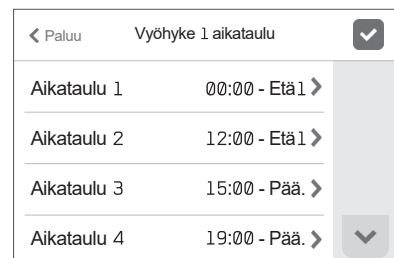 Paluu Vyöhyke 1 aikataulu
Aikataulu 1 00:00 - Etä1
Aikataulu 2 12:00 - Etä1
Aikataulu 3 15:00 - Pää.
Aikataulu 4 19:00 - Pää.